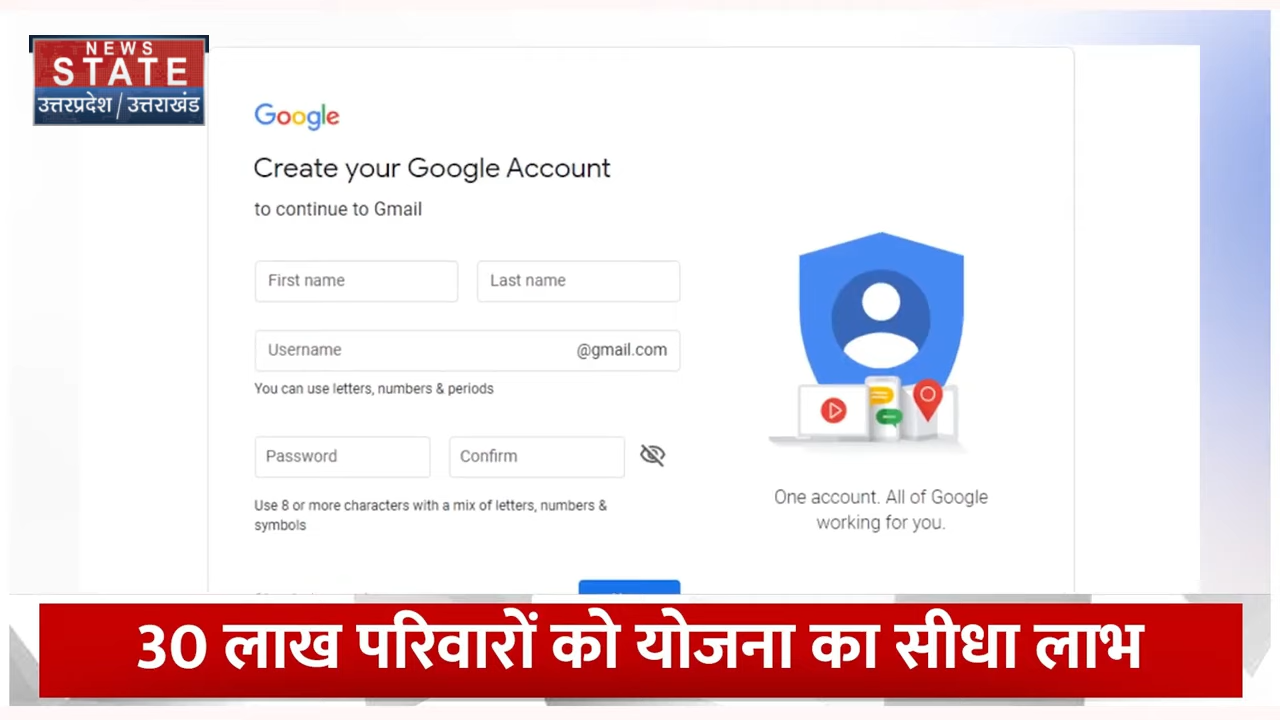 NEWS
STATE
उत्तरप्रदेश / उत्तराखंड
Google
Create your Google Account
to continue to Gmail
First name
Last name
Username
@gmail.com
You can use letters, numbers & periods
Password
Confirm
Use 8 or more characters with a mix of letters, numbers &
symbols
One account. All of Google
working for you.
30 लाख परिवारों को योजना का सीधा लाभ